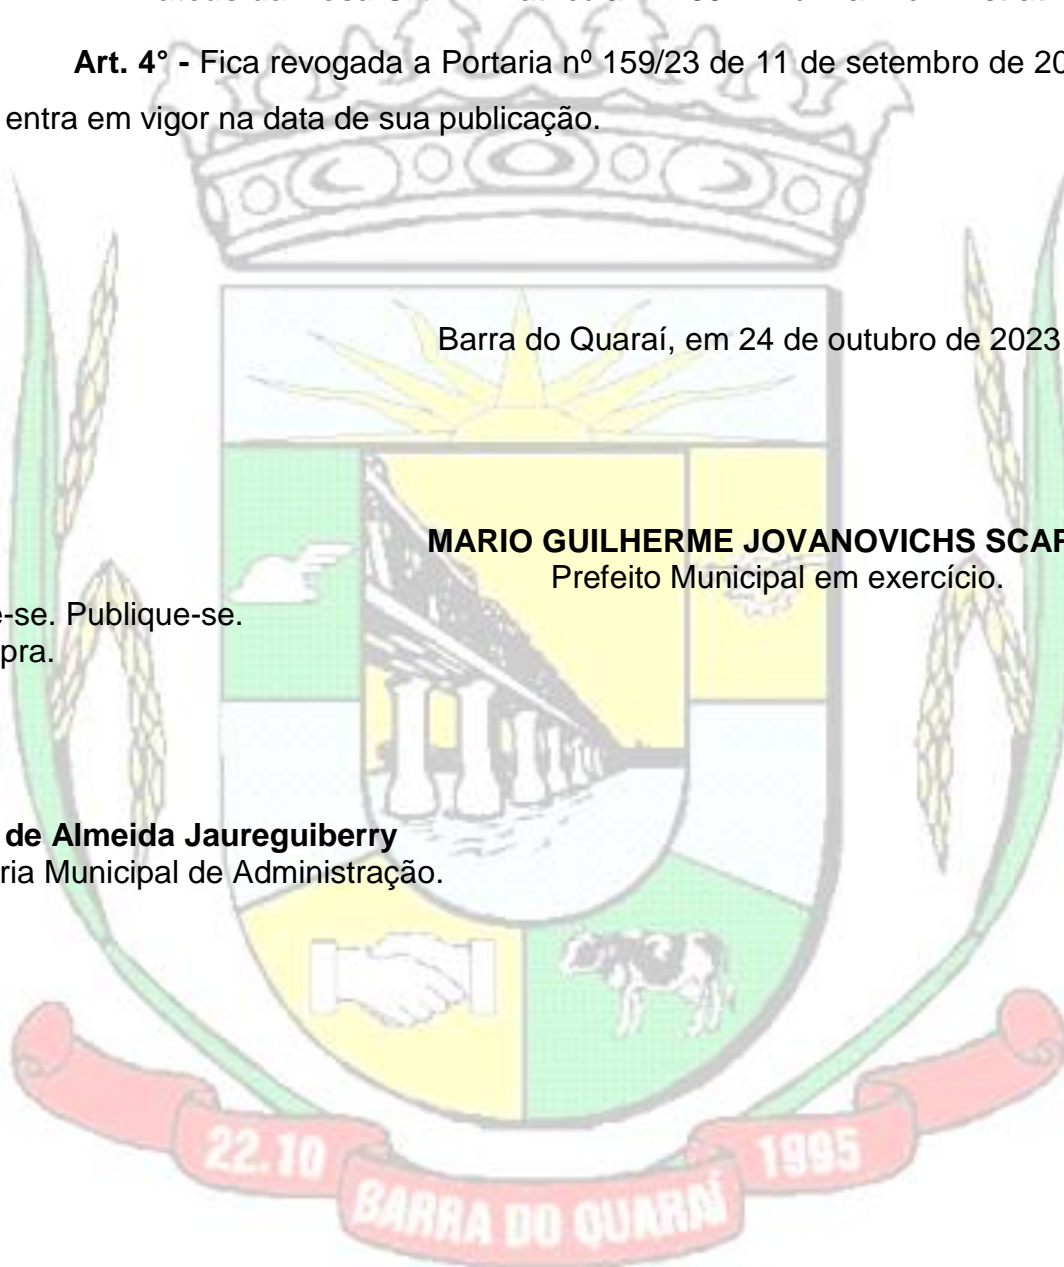 Art. 4° - Fica revogada a Portaria nº 159/23 de 11 de setembro de 20
entra em vigor na data de sua publicação.
Barra do Quaraí, em 24 de outubro de 2023
MARIO GUILHERME JOVANOVICHS SCAF
Prefeito Municipal em exercício.
-se. Publique-se.
pra.
de Almeida Jaureguiberry
ria Municipal de Administração.
22.10
1995
BARRA DO QUARAÍ